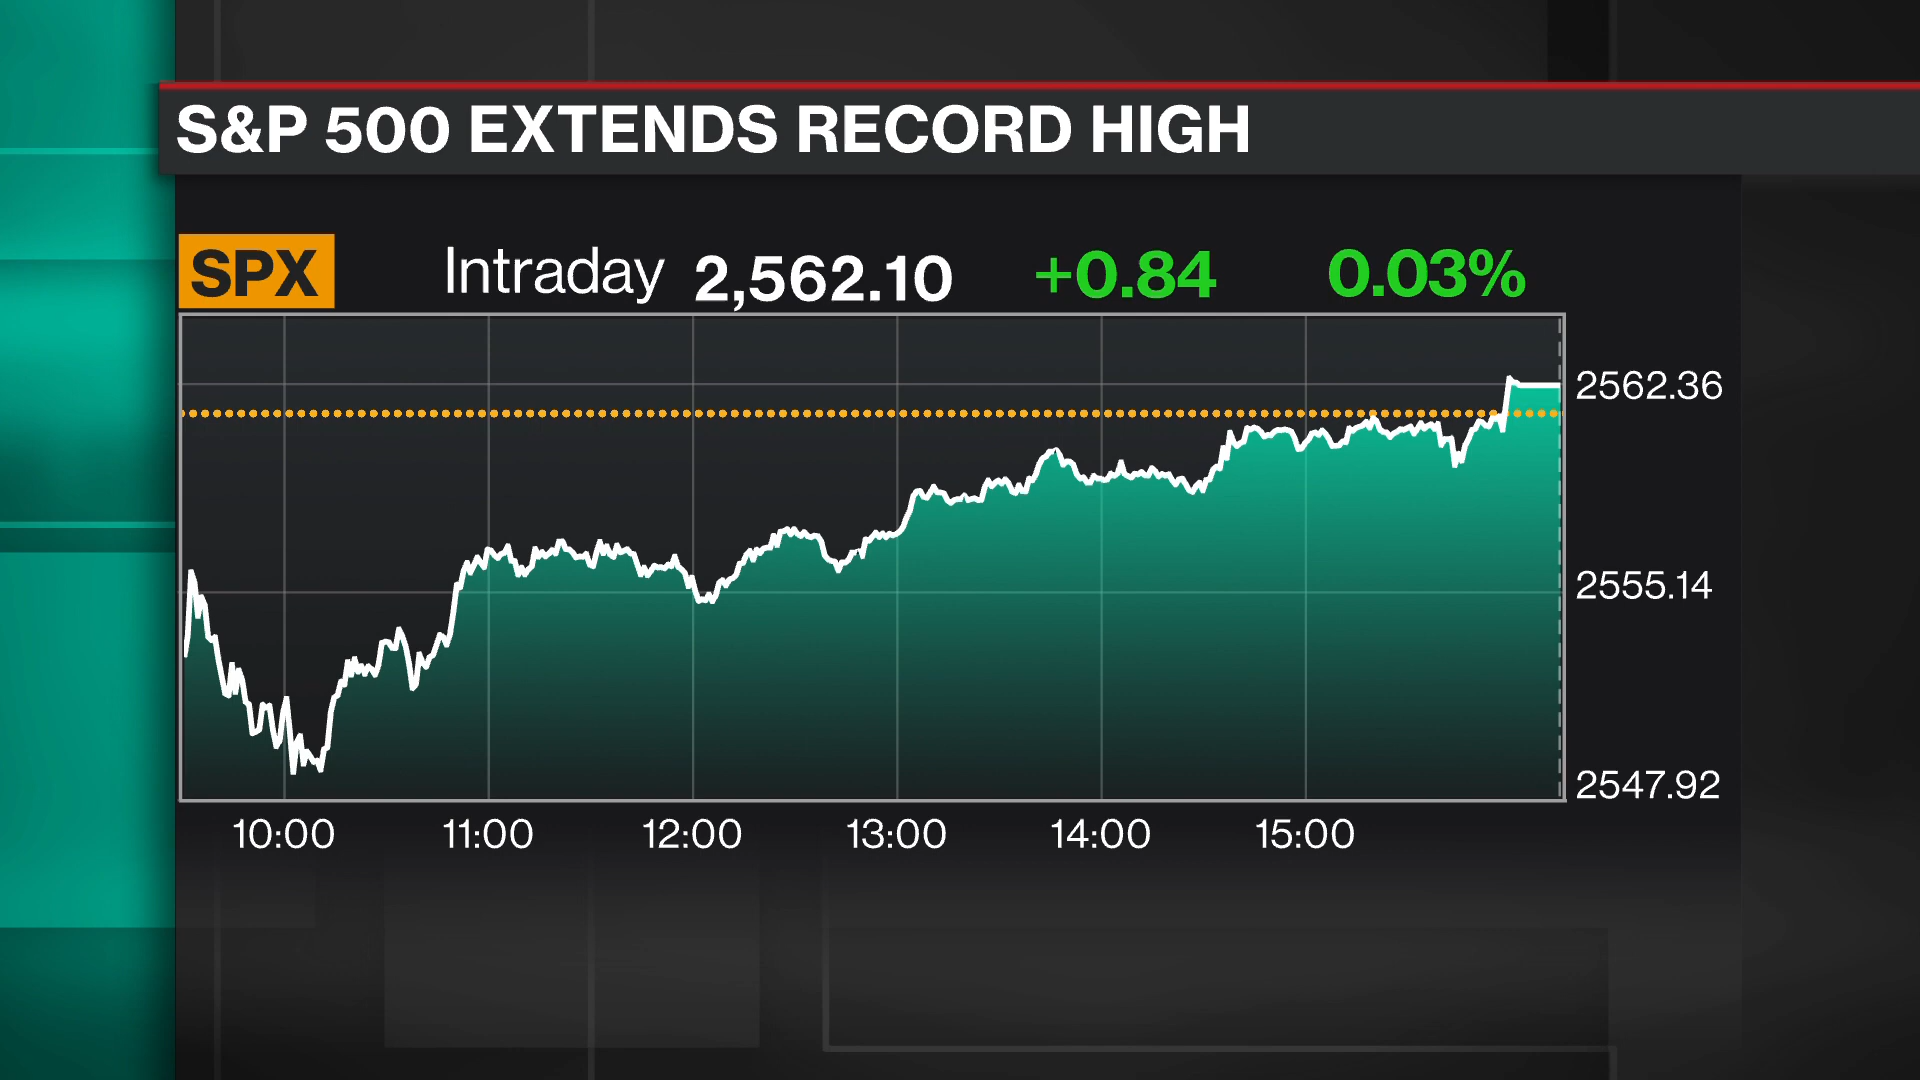 S&P 500 EXTENDS RECORD HIGH
SPX Intraday 2,562.10 +0.84 0.03%
2562.36
2555.14
2547.92
10:00 11:00 12:00 13:00 14:00 15:00